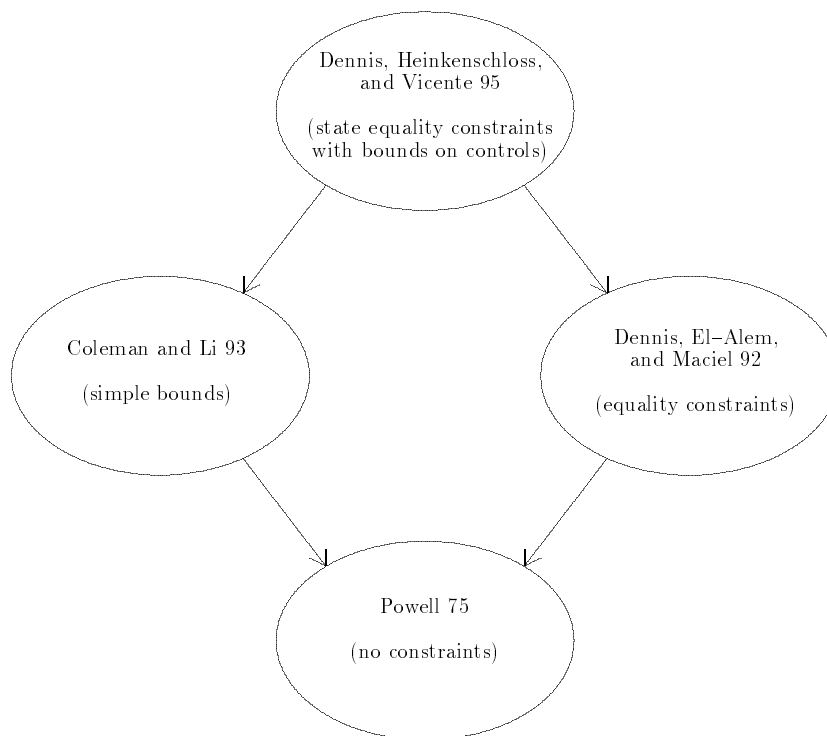 Dennis, Heinkenschloss,
and Vicente 95
(state equality constraints
with bounds on controls)
Coleman and Li 93
(simple bounds)
Dennis, El–Alem,
and Maciel 92
(equality constraints)
Powell 75
(no constraints)